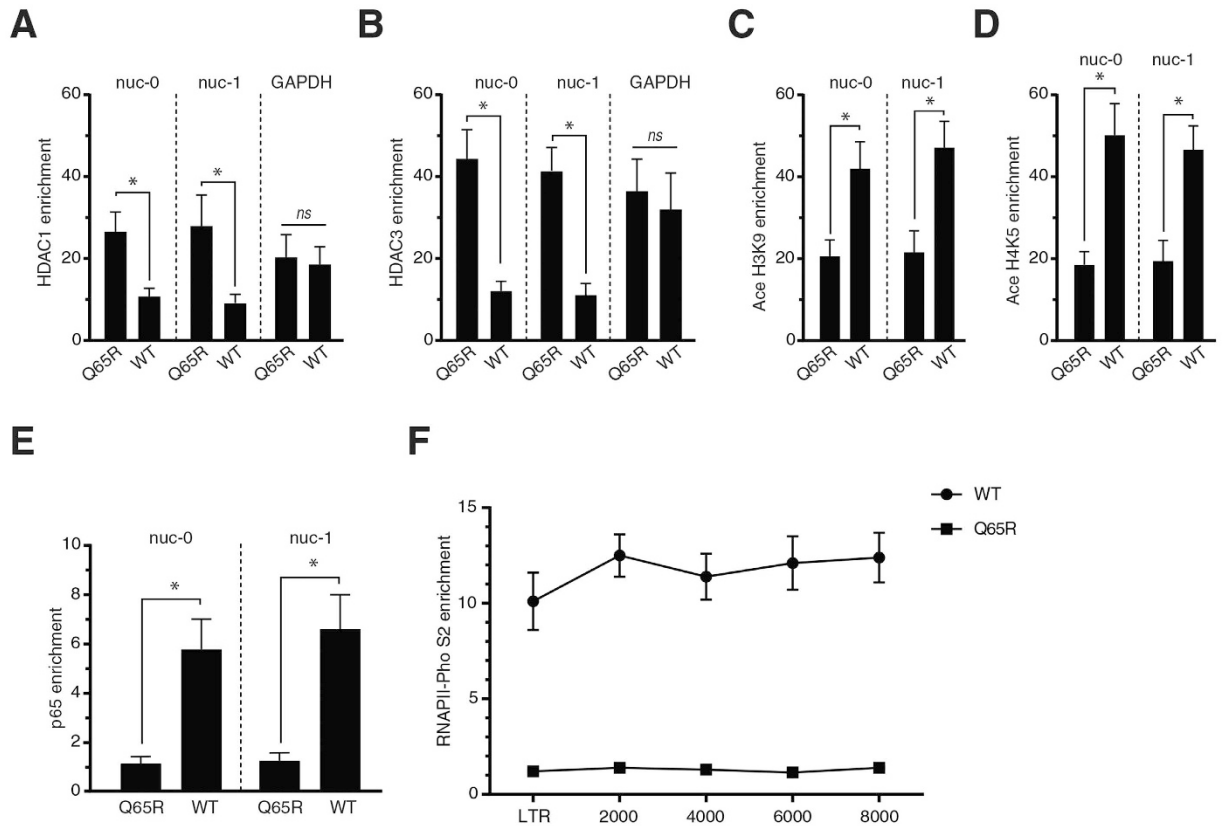 A
nuc-0 nuc-1 GAPDH
HDAC1 enrichment
60
40
20
0
* * ns
Q65R WT Q65R WT Q65R WT
B
nuc-0 nuc-1 GAPDH
HDAC3 enrichment
60
40
20
0
* * ns
Q65R WT Q65R WT Q65R WT
C
nuc-0 nuc-1
Ace H3K9 enrichment
60
40
20
0
* *
Q65R WT Q65R WT
D
nuc-0 nuc-1
Ace H4K5 enrichment
60
40
20
0
* *
Q65R WT Q65R WT
E
nuc-0 nuc-1
p65 enrichment
10
8
6
4
2
0
* *
Q65R WT Q65R WT
F
WT
Q65R
RNAPII-Pho S2 enrichment
15
10
5
0
LTR 2000 4000 6000 8000